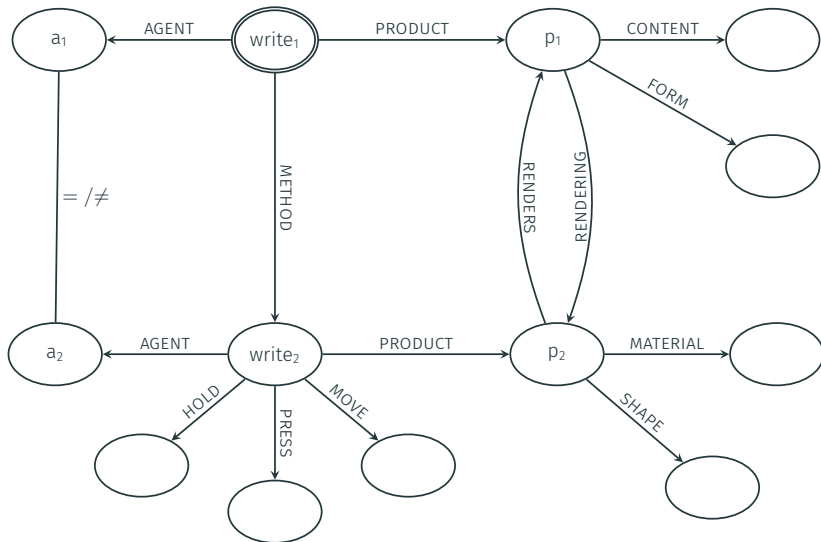 a₁
AGENT
write₁
PRODUCT
p₁
CONTENT
FORM
= /≠
METHOD
RENDERS
RENDERING
a₂
AGENT
write₂
PRODUCT
p₂
MATERIAL
HOLD
PRESS
MOVE
SHAPE